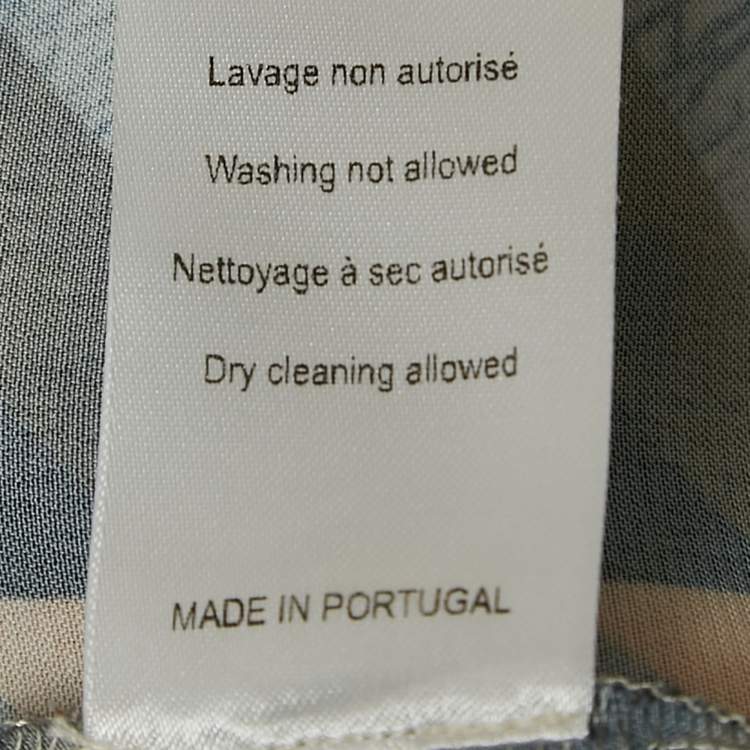 Lavage non autorisé
Washing not allowed
Nettoyage à sec autorisé
Dry cleaning allowed
MADE IN PORTUGAL